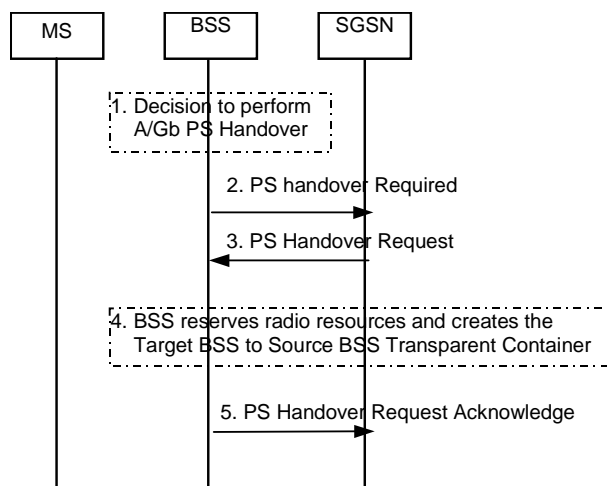 MS
BSS
SGSN
1. Decision to perform
A/Gb PS Handover
2. PS handover Required
3. PS Handover Request
4. BSS reserves radio resources and creates the
Target BSS to Source BSS Transparent Container
5. PS Handover Request Acknowledge